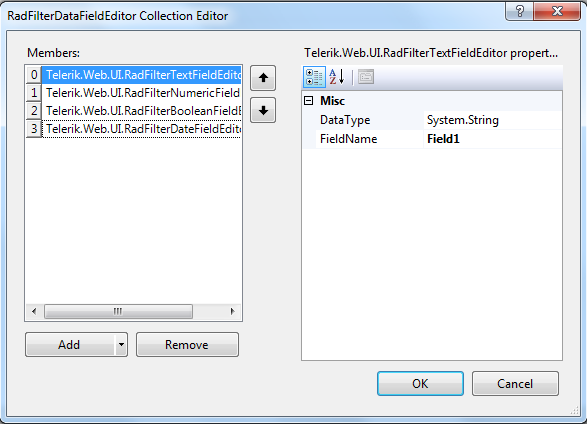 RadFilterDataFieldEditor Collection Editor
Members:
0 Telerik.Web.UI.RadFilterTextFieldEdito
1 Telerik.Web.UI.RadFilterNumericField
2 Telerik.Web.UI.RadFilterBooleanFieldE
3 Telerik.Web.UI.RadFilterDateFieldEdito
Add
Remove
Telerik.Web.UI.RadFilterTextFieldEditor propert...
Misc
DataType System.String
FieldName Field1
OK
Cancel